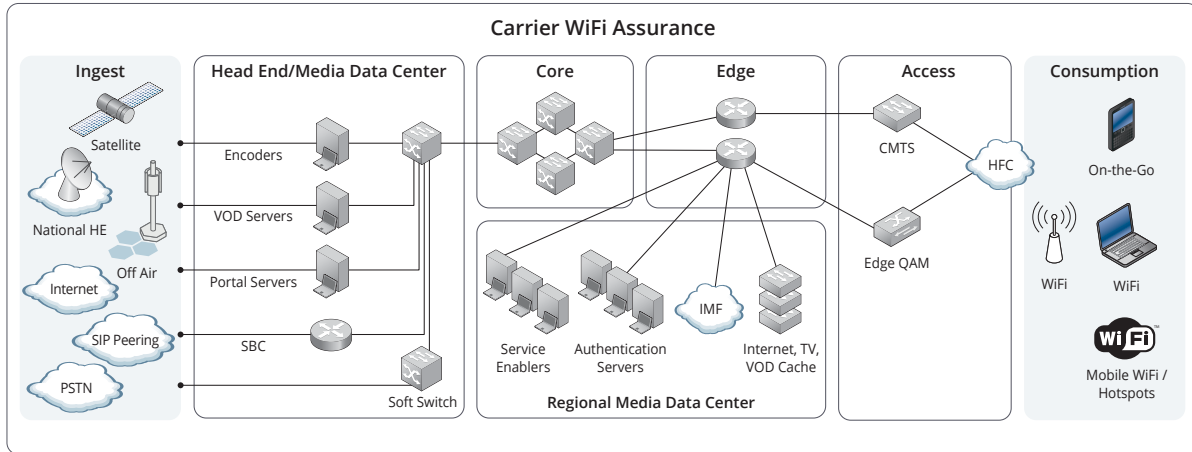 Carrier WiFi Assurance
Ingest
Satellite
National HE
Off Air
Internet
SIP Peering
PSTN
Head End/Media Data Center
Encoders
VOD Servers
Portal Servers
SBC
Soft Switch
Core
Edge
Service
Enablers
Authentication
Servers
IMF
Internet, TV,
VOD Cache
Regional Media Data Center
Access
CMTS
HFC
Edge QAM
Consumption
On-the-Go
WiFi
WiFi
Wi Fi™
Mobile WiFi /
Hotspots